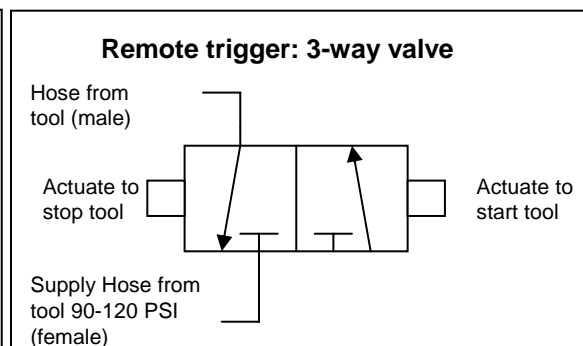 Remote trigger: 3-way valve
Hose from
tool (male)
Actuate to
stop tool
Actuate to
start tool
Supply Hose from
tool 90-120 PSI
(female)